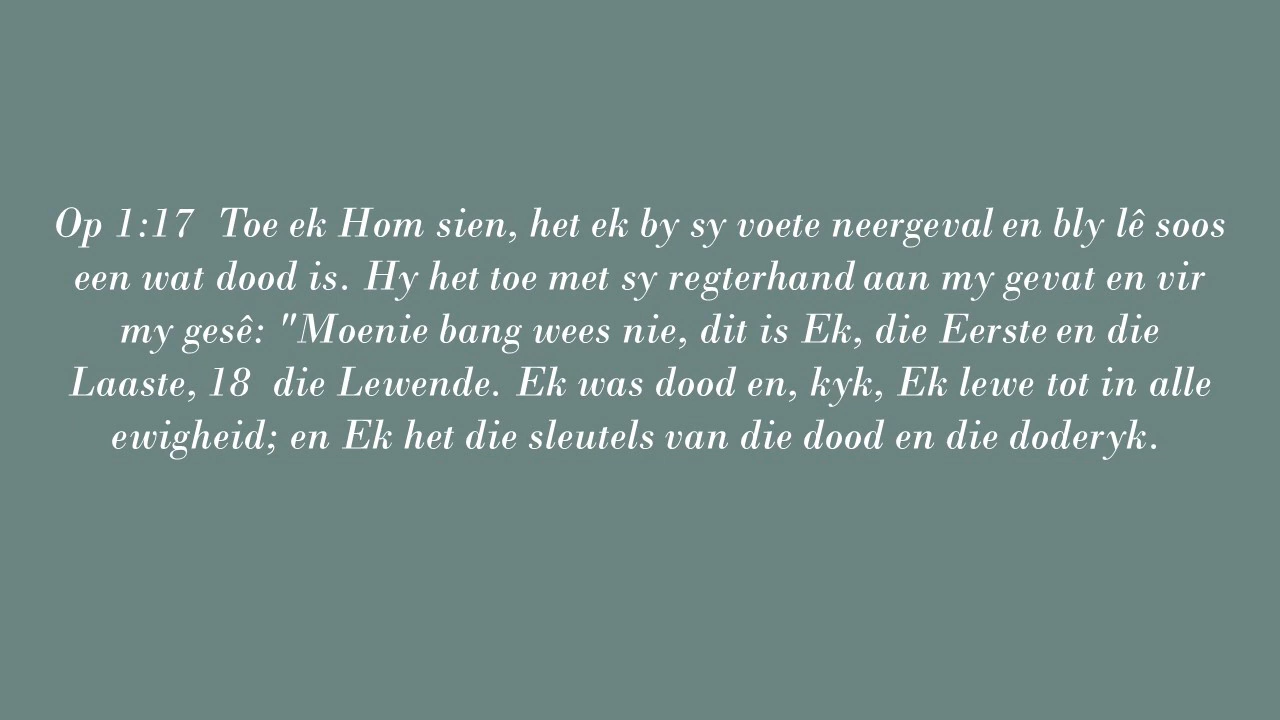 Op 1:17  Toe ek Hom sien, het ek by sy voete neergeval en bly lê soos
een wat dood is. Hy het toe met sy regterhand aan my gevat en vir
my gesê: "Moenie bang wees nie, dit is Ek, die Eerste en die
Laaste, 18  die Lewende. Ek was dood en, kyk, Ek lewe tot in alle
ewigheid; en Ek het die sleutels van die dood en die doderyk.